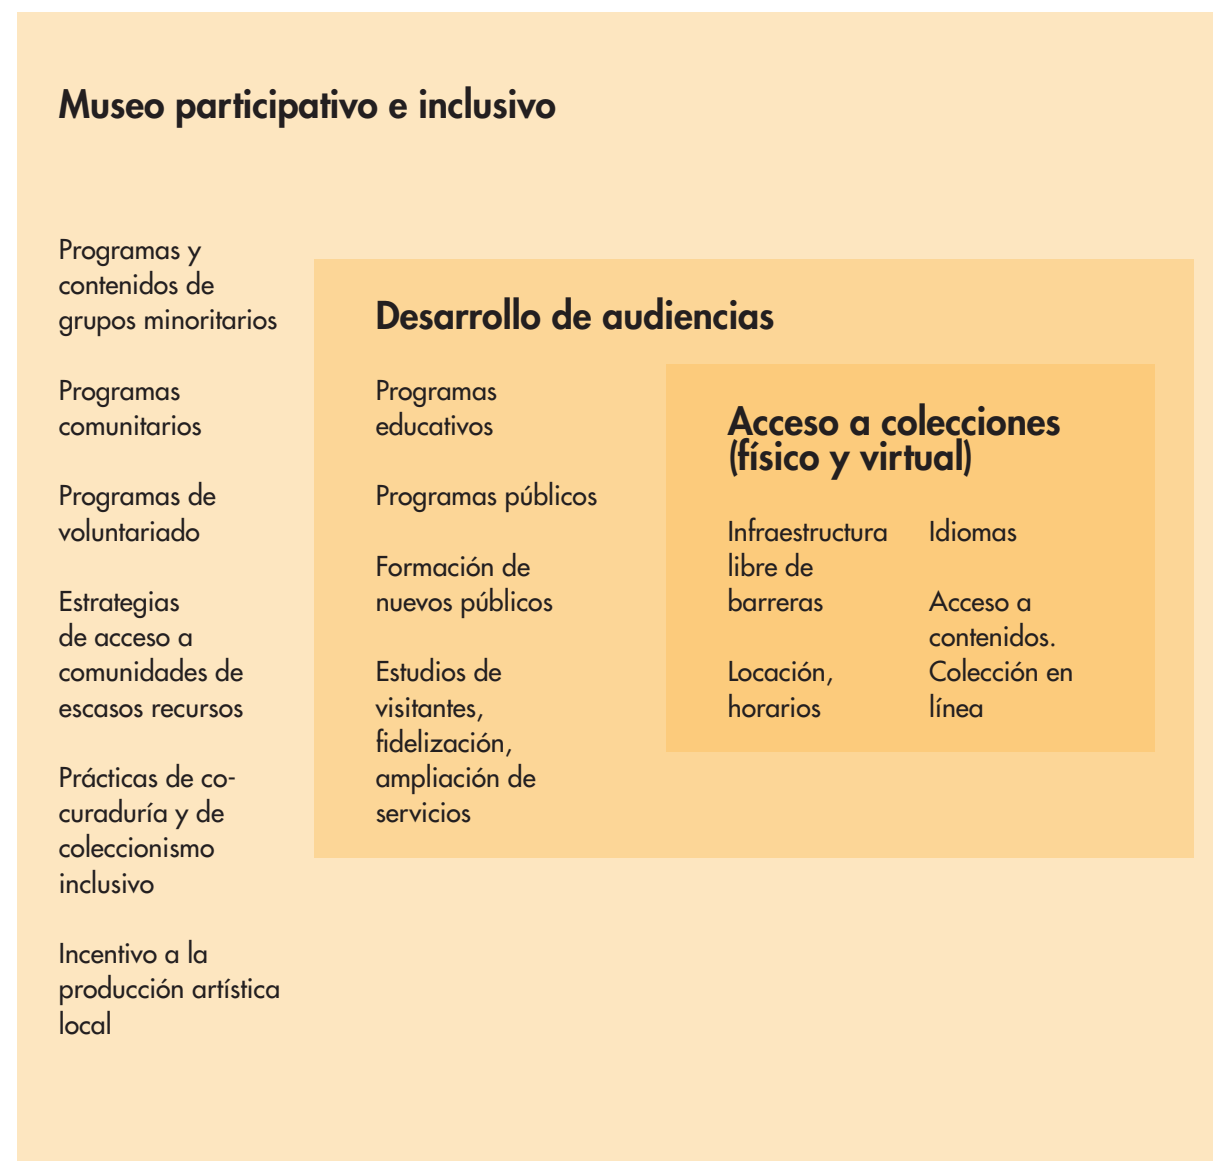 Museo participativo e inclusivo
Programas y
contenidos de
grupos minoritarios
Programas
comunitarios
Programas de
voluntariado
Estrategias
de acceso a
comunidades de
escasos recursos
Prácticas de co-
curaduría y de
coleccionismo
inclusivo
Incentivo a la
producción artística
local
Desarrollo de audiencias
Programas
educativos
Programas públicos
Formación de
nuevos públicos
Estudios de
visitantes,
fidelización,
ampliación de
servicios
Acceso a colecciones
(físico y virtual)
Infraestructura
libre de
barreras
Locación,
horarios
Idiomas
Acceso a
contenidos.
Colección en
línea